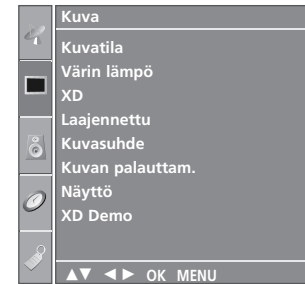 Kuva
Kuvatila
Värin lämpö
XD
Laajennettu
Kuvasuhde
Kuvan palauttam.
Näyttö
XD Demo
▲▼ ◄► OK MENU